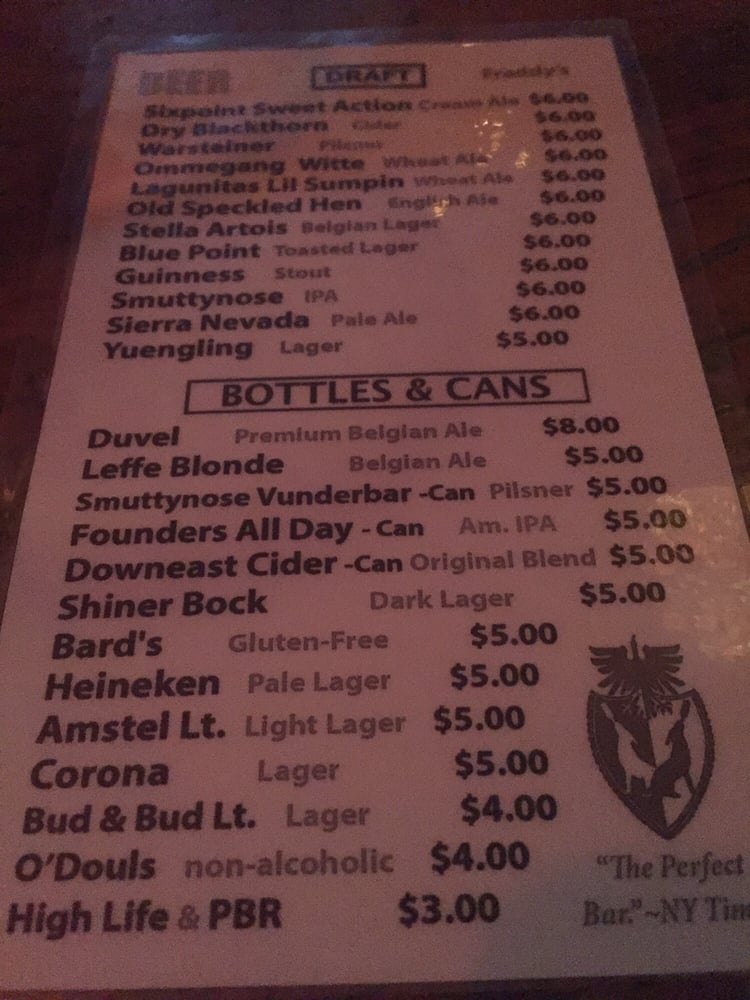 BEER DRAFT Freddy's
Sixpoint Sweet Action Cream Ale $6.00
Dry Blackthorn Cider $6.00
Warsteiner Pilsner $6.00
Ommegang Witte Wheat Ale $6.00
Lagunitas Lil Sumpin Wheat Ale $6.00
Old Speckled Hen English Ale $6.00
Stella Artois Belgian Lager $6.00
Blue Point Toasted Lager $6.00
Guinness Stout $6.00
Smuttynose IPA $6.00
Sierra Nevada Pale Ale $6.00
Yuengling Lager $5.00
BOTTLES & CANS
Duvel Premium Belgian Ale $8.00
Leffe Blonde Belgian Ale $5.00
Smuttynose Vunderbar -Can Pilsner $5.00
Founders All Day - Can Am. IPA $5.00
Downeast Cider -Can Original Blend $5.00
Shiner Bock Dark Lager $5.00
Bard's Gluten-Free $5.00
Heineken Pale Lager $5.00
Amstel Lt. Light Lager $5.00
Corona Lager $5.00
Bud & Bud Lt. Lager $4.00
O'Douls non-alcoholic $4.00
High Life & PBR $3.00
"The Perfect
Bar."~NY Tim